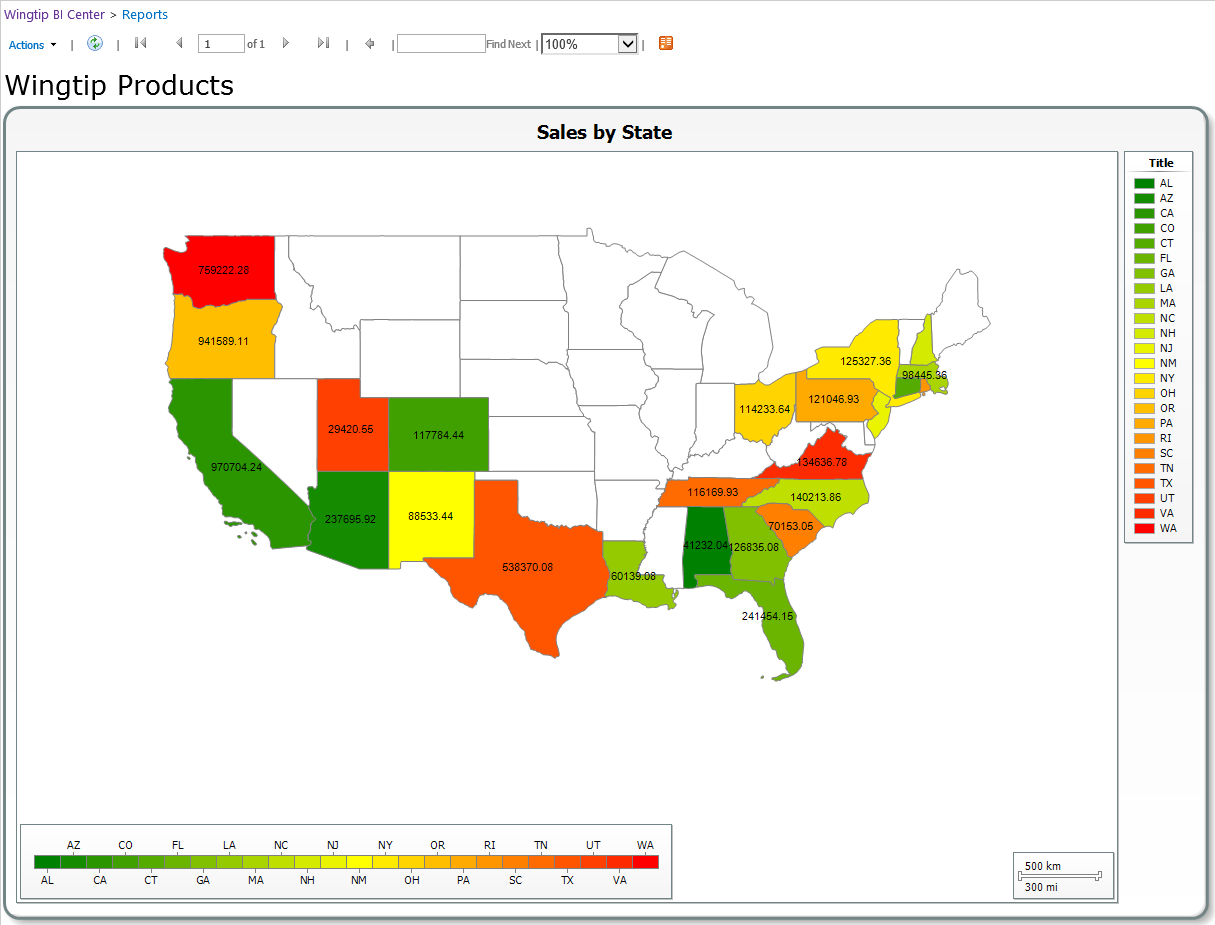 Wingtip BI Center > Reports
Actions | | 1 of 1 | | Find Next | 100% |
Wingtip Products
Sales by State
Title
AL
AZ
CA
CO
CT
FL
GA
LA
MA
NC
NH
NJ
NM
NY
OH
OR
PA
RI
SC
TN
TX
UT
VA
WA
759222.28
941589.11
125327.36
98445.36
121046.93
114233.64
29420.55
117784.44
134636.78
970704.24
116169.93
140213.86
237695.92
88533.44
70153.05
41232.04
126835.08
538370.08
60139.08
241454.15
AZ CO FL LA NC NJ NY OR RI TN UT WA
AL CA CT GA MA NH NM OH PA SC TX VA
500 km
300 mi